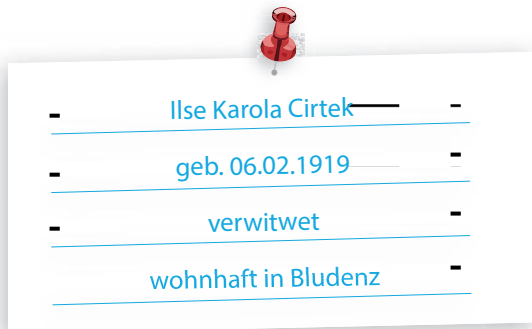 Ilse Karola Cirtek
geb. 06.02.1919
verwitwet
wohnhaft in Bludenz